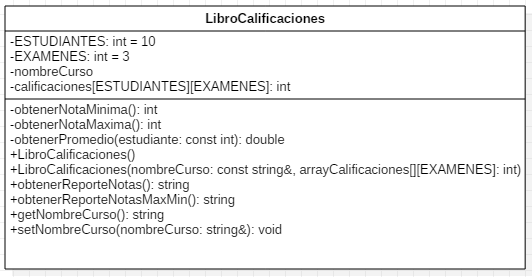 LibroCalificaciones
-ESTUDIANTES: int = 10
-EXAMENES: int = 3
-nombreCurso
-calificaciones[ESTUDIANTES][EXAMENES]: int
-obtenerNotaMinima(): int
-obtenerNotaMaxima(): int
-obtenerPromedio(estudiante: const int): double
+LibroCalificaciones()
+LibroCalificaciones(nombreCurso: const string&, arrayCalificaciones[][EXAMENES]: int)
+obtenerReporteNotas(): string
+obtenerReporteNotasMaxMin(): string
+getNombreCurso(): string
+setNombreCurso(nombreCurso: string&): void